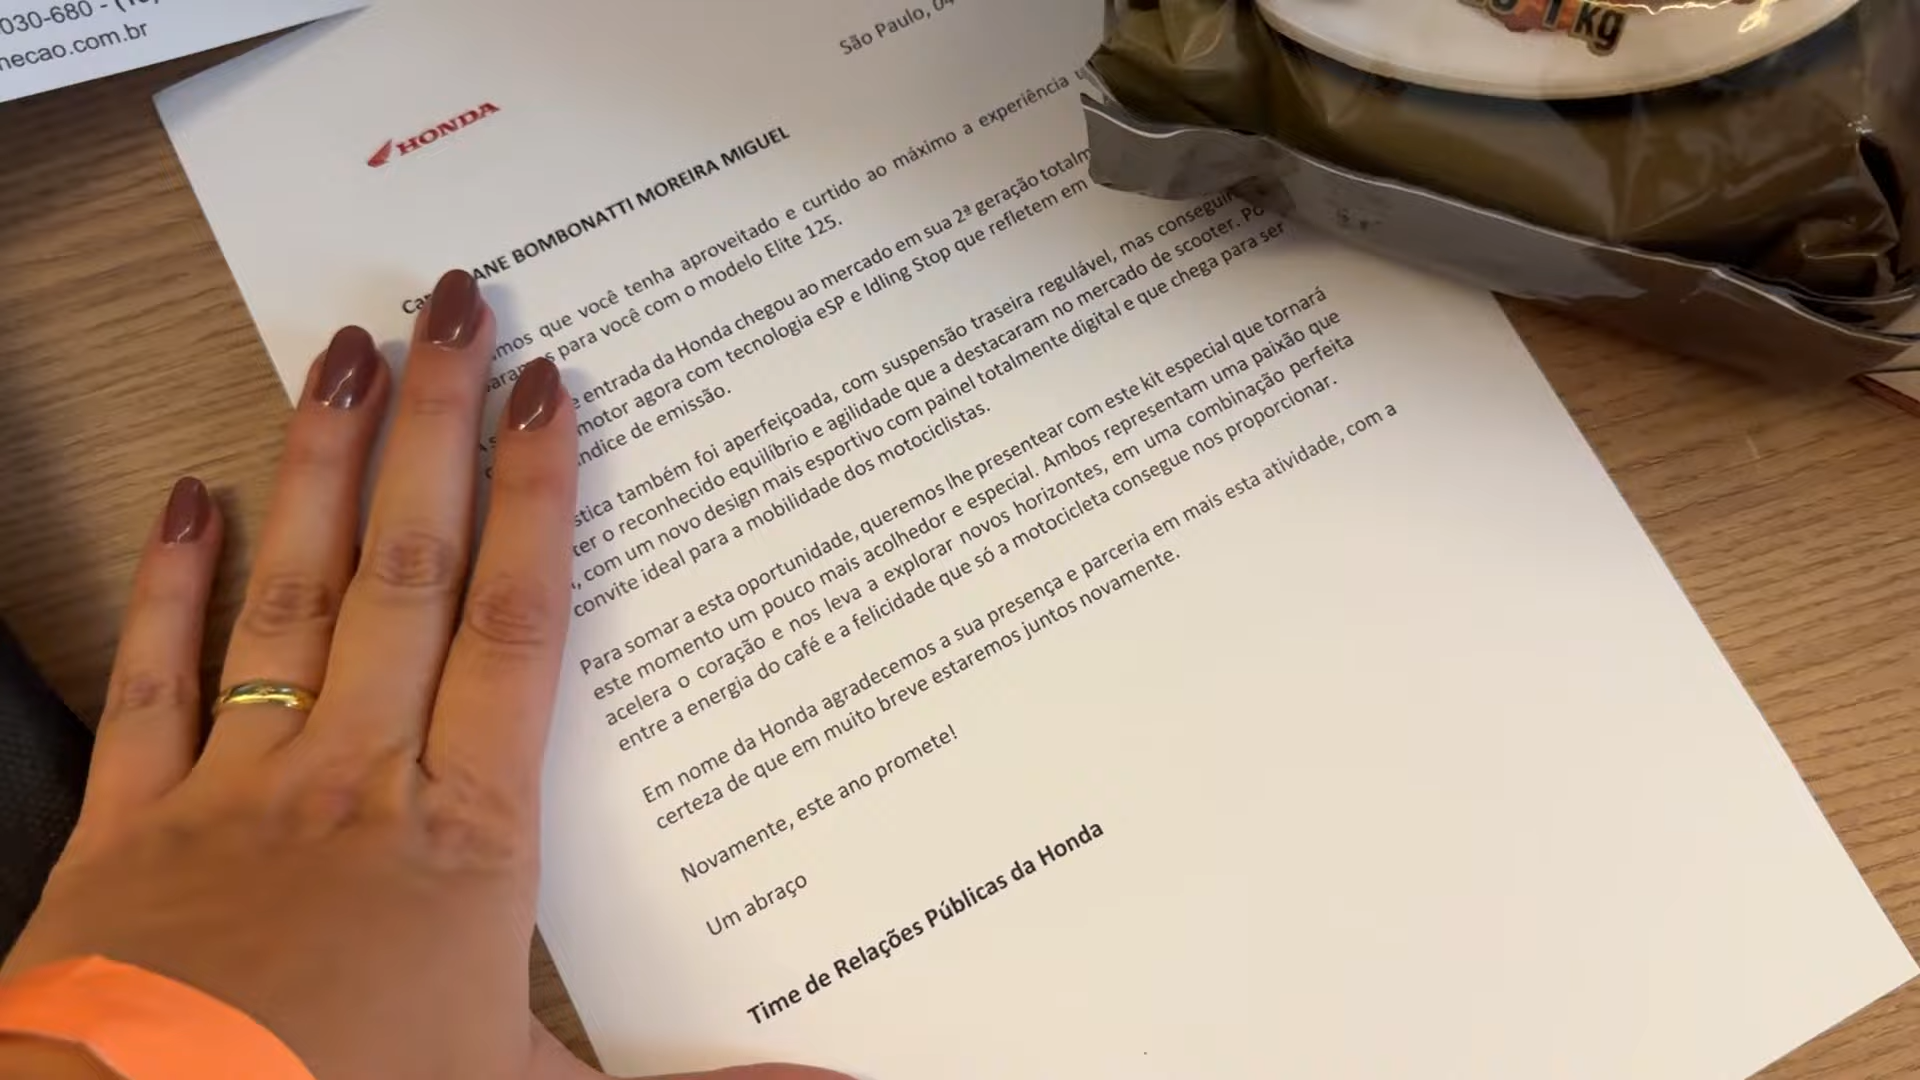 030-680 -
necao.com.br
São Paulo, 04
1 kg
HONDA
ANE BOMBONATTI MOREIRA MIGUEL
que você tenha aproveitado e curtido ao máximo a experiência
para você com o modelo Elite 125.
entrada da Honda chegou ao mercado em sua 2ª geração
motor agora com tecnologia eSP e Idling Stop que refletem em
de emissão.
também foi aperfeiçoada, com suspensão traseira regulável, mas
o reconhecido equilíbrio e agilidade que a destacaram no mercado de scooter.
com um novo design mais esportivo com painel totalmente digital e que chega para ser
convite ideal para a mobilidade dos motociclistas.
Para somar a esta oportunidade, queremos lhe presentear com este kit especial que tornará
este momento um pouco mais acolhedor e especial. Ambos representam uma paixão que
acelera o coração e nos leva a explorar novos horizontes, em uma combinação perfeita
entre a energia do café e a felicidade que só a motocicleta consegue nos proporcionar.
Em nome da Honda agradecemos a sua presença e parceria em mais esta atividade, com a
certeza de que em muito breve estaremos juntos novamente.
Novamente, este ano promete!
Um abraço
Time de Relações Públicas da Honda